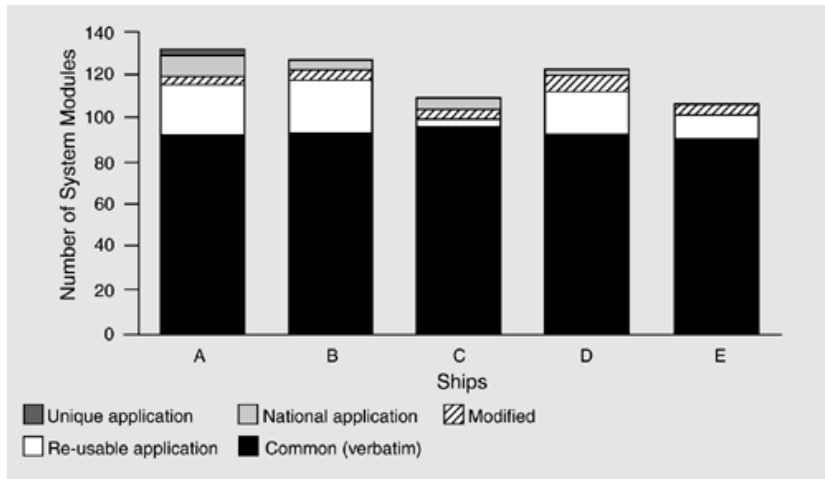 Number of System Modules
140
120
100
80
60
40
20
0
A B C D E
Ships
Unique application National application Modified
Re-usable application Common (verbatim)